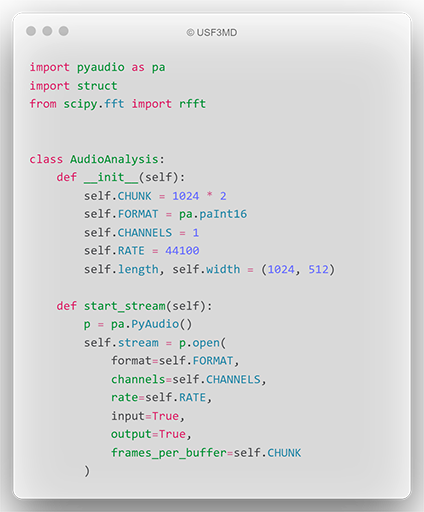 © USF3MD
import pyaudio as pa
import struct
from scipy.fft import rfft
class AudioAnalysis:
    def __init__(self):
        self.CHUNK = 1024 * 2
        self.FORMAT = pa.paInt16
        self.CHANNELS = 1
        self.RATE = 44100
        self.length, self.width = (1024, 512)
    def start_stream(self):
        p = pa.PyAudio()
        self.stream = p.open(
            format=self.FORMAT,
            channels=self.CHANNELS,
            rate=self.RATE,
            input=True,
            output=True,
            frames_per_buffer=self.CHUNK
        )